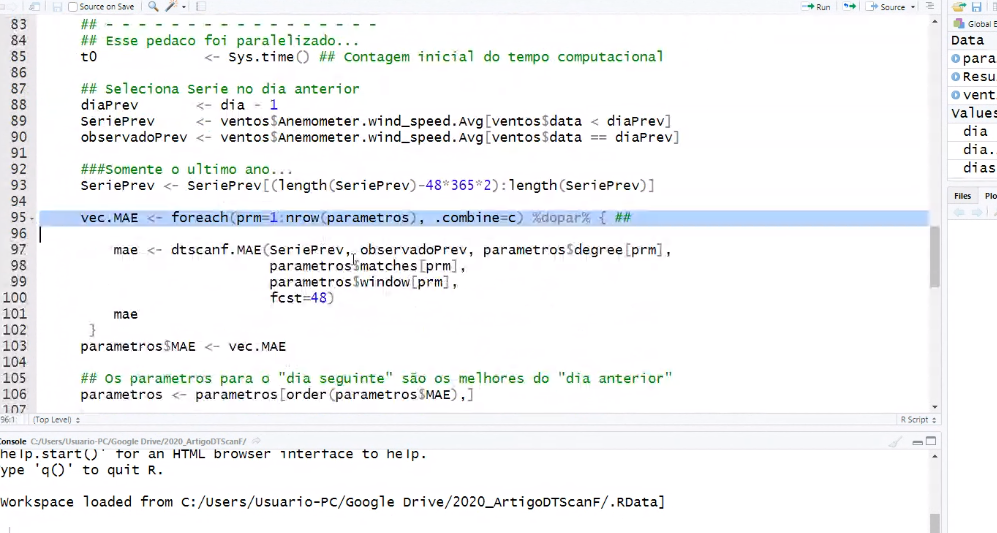 Source on Save
Run
Source
Global E
83 ## - - - - - - - - - - - - - - - - - -
84 ## Esse pedaco foi paralelizado...
85 t0 <- Sys.time() ## Contagem inicial do tempo computacional
86
87 ## Seleciona Serie no dia anterior
88 diaPrev <- dia - 1
89 SeriePrev <- ventos$Anemometer.wind_speed.Avg[ventos$data < diaPrev]
90 observadoPrev <- ventos$Anemometer.wind_speed.Avg[ventos$data == diaPrev]
91
92 ###Somente o ultimo ano...
93 SeriePrev <- SeriePrev[(length(SeriePrev)-48*365*2):length(SeriePrev)]
94
95 vec.MAE <- foreach(prm=1:nrow(parametros), .combine=c) %dopar% { ##
96
97 mae <- dtscanf.MAE(SeriePrev, observadoPrev, parametros$degree[prm],
98 parametros$matches[prm],
99 parametros$window[prm],
100 fcst=48)
101 mae
102 }
103 parametros$MAE <- vec.MAE
104
105 ## Os parametros para o "dia seguinte" são os melhores do "dia anterior"
106 parametros <- parametros[order(parametros$MAE),]
107
96:1 (Top Level) R Script
Console C:/Users/Usuario-PC/Google Drive/2020_ArtigoDTScanF/
help.start()' for an HTML browser interface to help.
ype 'q()' to quit R.
Workspace loaded from C:/Users/Usuario-PC/Google Drive/2020_ArtigoDTScanF/.RData]
Data
para
Resu
vent
Values
dia
dia.
dias
Files
Plo